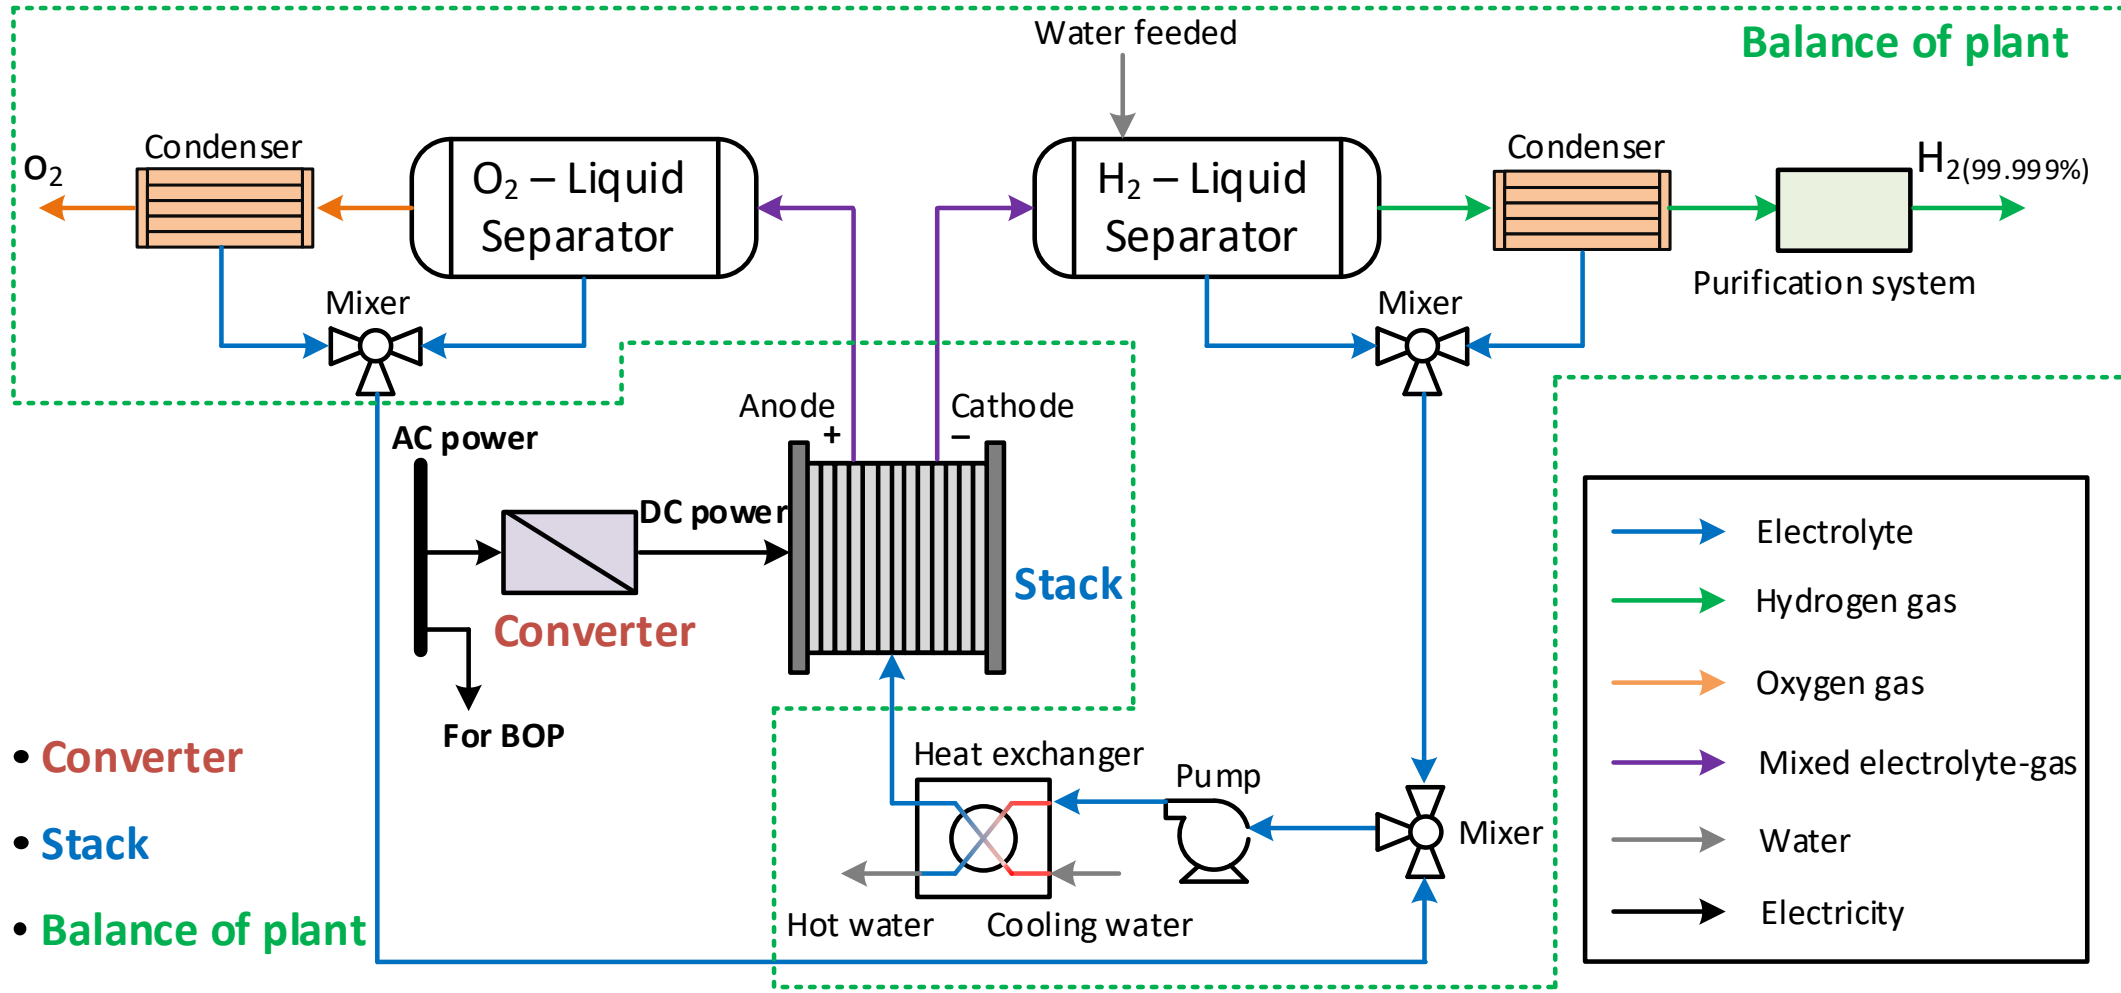 Water feeded
Balance of plant
Condenser
O₂
O₂ – Liquid
Separator
H₂ – Liquid
Separator
Condenser
H₂(99.999%)
Purification system
Mixer
Mixer
Anode
+
Cathode
–
AC power
DC power
Stack
Converter
For BOP
Heat exchanger
Pump
Mixer
Hot water
Cooling water
• Converter
• Stack
• Balance of plant
Electrolyte
Hydrogen gas
Oxygen gas
Mixed electrolyte-gas
Water
Electricity